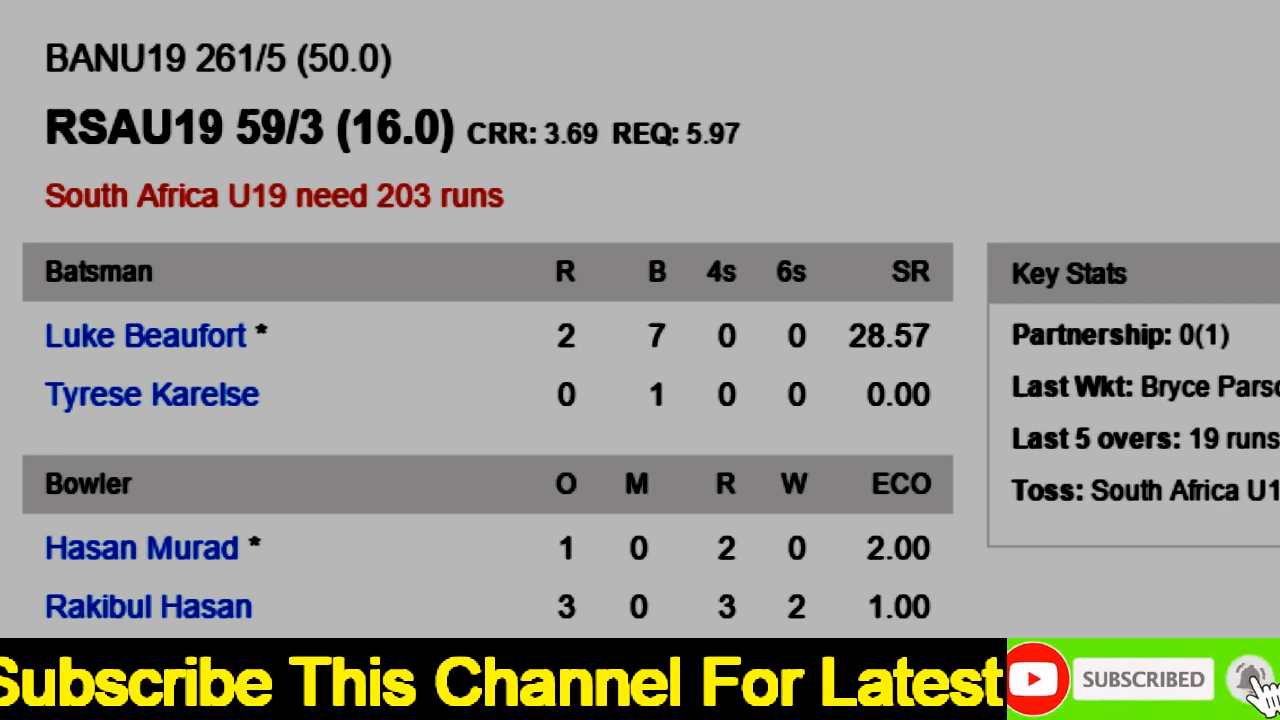 BANU19 261/5 (50.0)
RSAU19 59/3 (16.0) CRR: 3.69 REQ: 5.97
South Africa U19 need 203 runs
Batsman R B 4s 6s SR
Luke Beaufort * 2 7 0 0 28.57
Tyrese Karelse 0 1 0 0 0.00
Bowler O M R W ECO
Hasan Murad * 1 0 2 0 2.00
Rakibul Hasan 3 0 3 2 1.00
Key Stats
Partnership: 0(1)
Last Wkt: Bryce Pars
Last 5 overs: 19 runs
Toss: South Africa U1
Subscribe This Channel For Latest
SUBSCRIBED